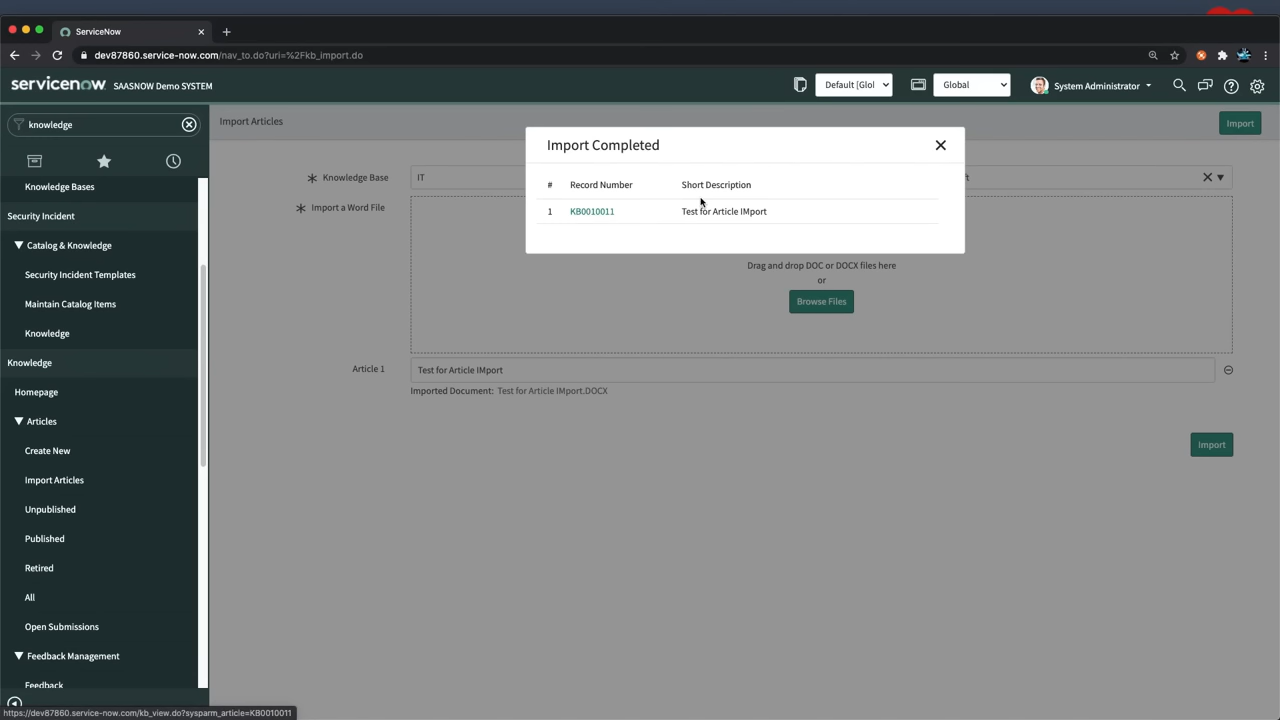 ServiceNow
dev87860.service-now.com/nav_to.do?uri=%2Fkb_import.do
servicenow SAASNOW Demo SYSTEM
Default [Glol
Global
System Administrator
knowledge
Import Articles
Import
Import Completed
# Record Number Short Description
1 KB0010011 Test for Article IMport
Knowledge Base IT
ft
Import a Word File
Drag and drop DOC or DOCX files here
or
Browse Files
Article 1 Test for Article IMport
Imported Document: Test for Article IMport.DOCX
Import
Knowledge Bases
Security Incident
Catalog & Knowledge
Security Incident Templates
Maintain Catalog Items
Knowledge
Knowledge
Homepage
Articles
Create New
Import Articles
Unpublished
Published
Retired
All
Open Submissions
Feedback Management
Feedback
https://dev87860.service-now.com/kb_view.do?sysparm_article=KB0010011